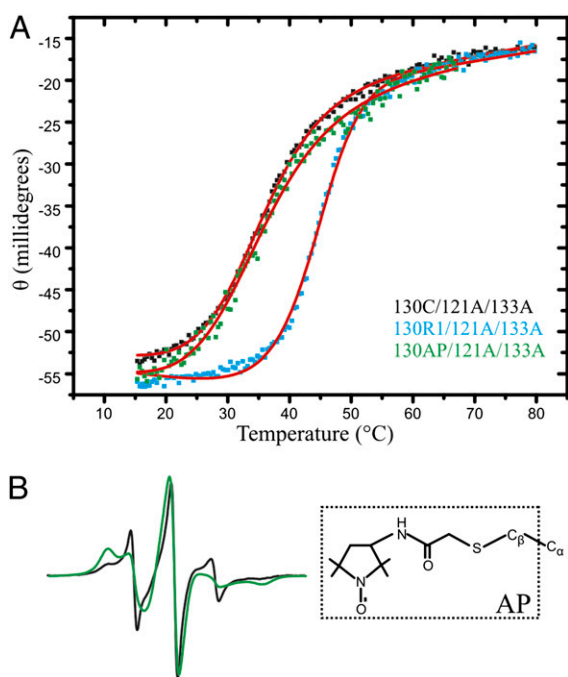 A
-15
-20
-25
-30
-35
-40
-45
-50
-55
θ (millidegrees)
130C/121A/133A
130R1/121A/133A
130AP/121A/133A
10 20 30 40 50 60 70 80
Temperature (°C)
B
H
N
O
S
Cβ
Cα
N
O•
AP